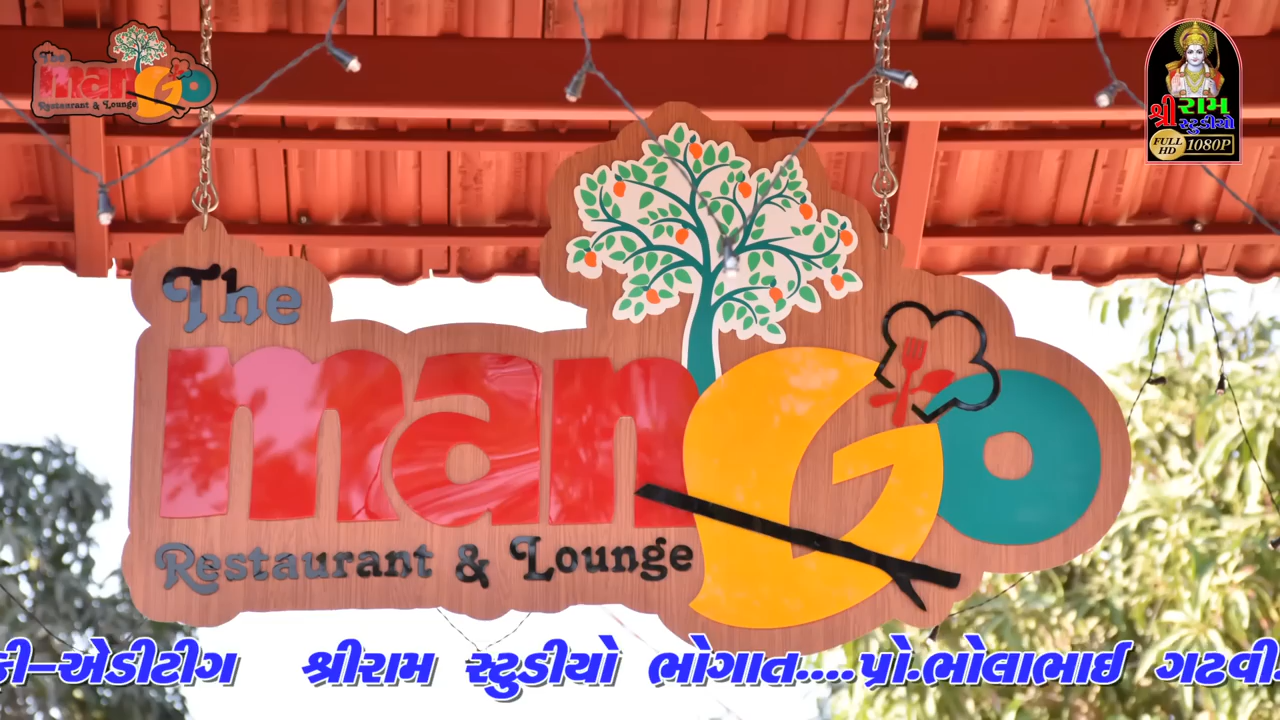 The
manGo
Restaurant & Lounge
શ્રી રામ
સ્ટુડીયો
FULL HD 1080P
The
manGo
Restaurant & Lounge
કી-એડીટીગ શ્રીરામ સ્ટુડીયો ભોગાત....પ્રો.ભોલાભાઈ ગઢવી